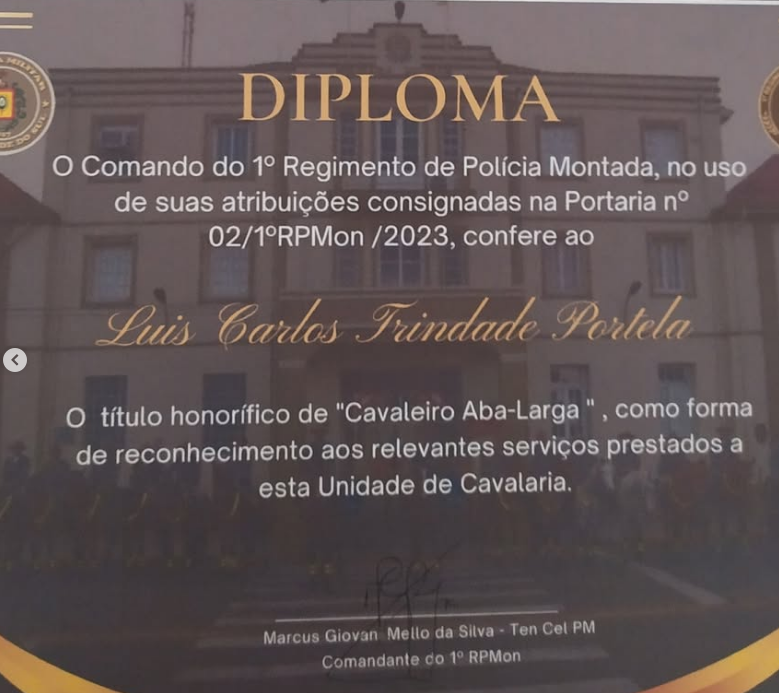 DIPLOMA
O Comando do 1º Regimento de Polícia Montada, no uso
de suas atribuições consignadas na Portaria nº
02/1ºRPMon /2023, confere ao
Luis Carlos Trindade Portela
O título honorífico de "Cavaleiro Aba-Larga " , como forma
de reconhecimento aos relevantes serviços prestados a
esta Unidade de Cavalaria.
Marcus Giovan Mello da Silva - Ten Cel PM
Comandante do 1º RPMon